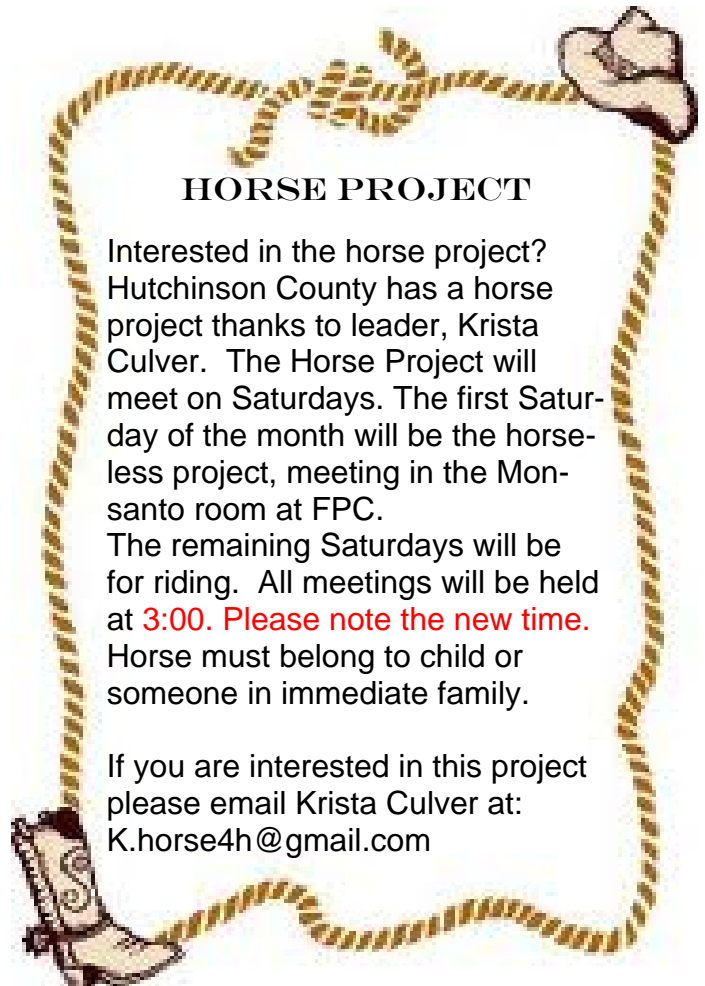 HORSE PROJECT
Interested in the horse project?
Hutchinson County has a horse
project thanks to leader, Krista
Culver.  The Horse Project will
meet on Saturdays. The first Satur-
day of the month will be the horse-
less project, meeting in the Mon-
santo room at FPC.
The remaining Saturdays will be
for riding.  All meetings will be held
at 3:00. Please note the new time.
Horse must belong to child or
someone in immediate family.
If you are interested in this project
please email Krista Culver at:
K.horse4h@gmail.com